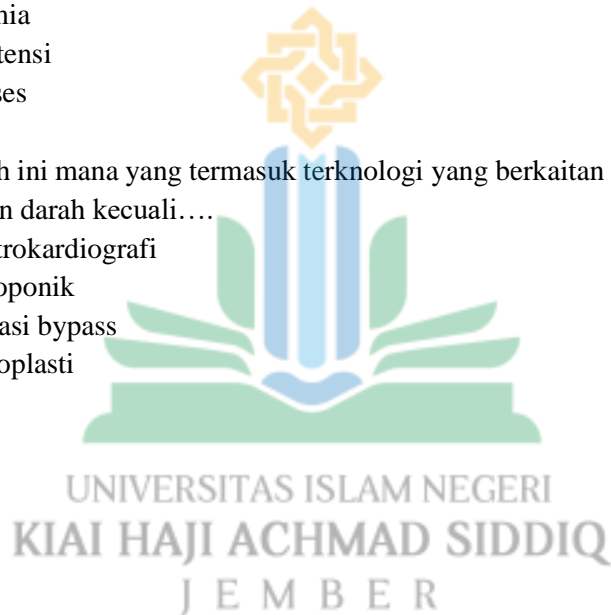 nia
tensi
ses
h ini mana yang termasuk terknologi yang berkaitan
n darah kecuali….
trokardiografi
oponik
asi bypass
oplasti
UNIVERSITAS ISLAM NEGERI
KIAI HAJI ACHMAD SIDDIQ
JEMBER